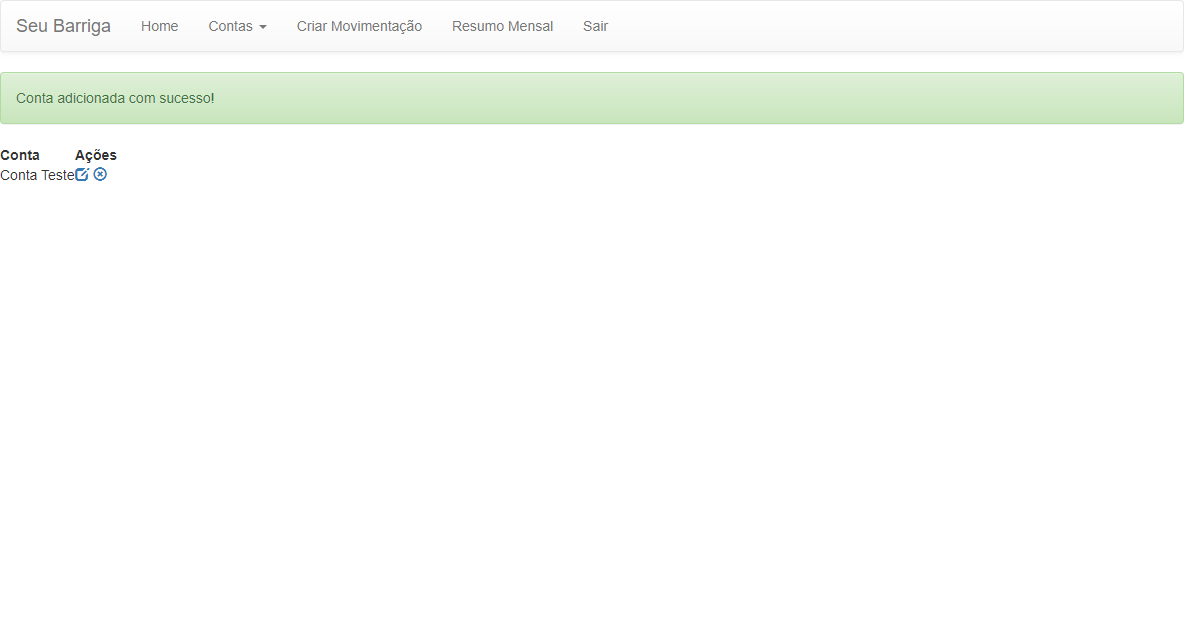 Seu Barriga Home Contas Criar Movimentação Resumo Mensal Sair
Conta adicionada com sucesso!
Conta Ações
Conta Teste